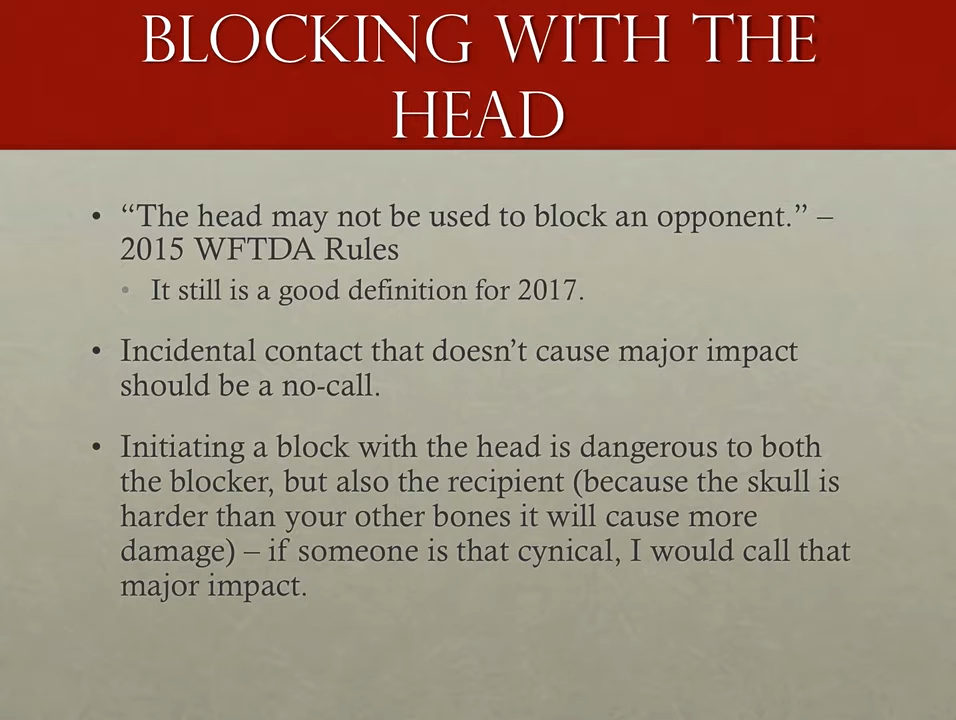 BLOCKING WITH THE
HEAD
• “The head may not be used to block an opponent.” –
2015 WFTDA Rules
• It still is a good definition for 2017.
• Incidental contact that doesn’t cause major impact
should be a no-call.
• Initiating a block with the head is dangerous to both
the blocker, but also the recipient (because the skull is
harder than your other bones it will cause more
damage) – if someone is that cynical, I would call that
major impact.